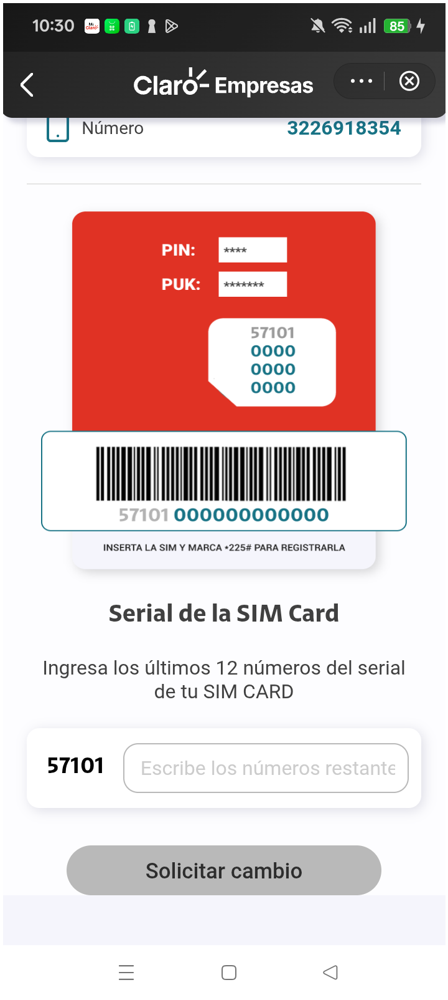 10:30
Mi Claro
85
Claro- Empresas
Número 3226918354
PIN: ****
PUK: *******
57101
0000
0000
0000
57101 000000000000
INSERTA LA SIM Y MARCA *225# PARA REGISTRARLA
Serial de la SIM Card
Ingresa los últimos 12 números del serial
de tu SIM CARD
57101 Escribe los números restante
Solicitar cambio